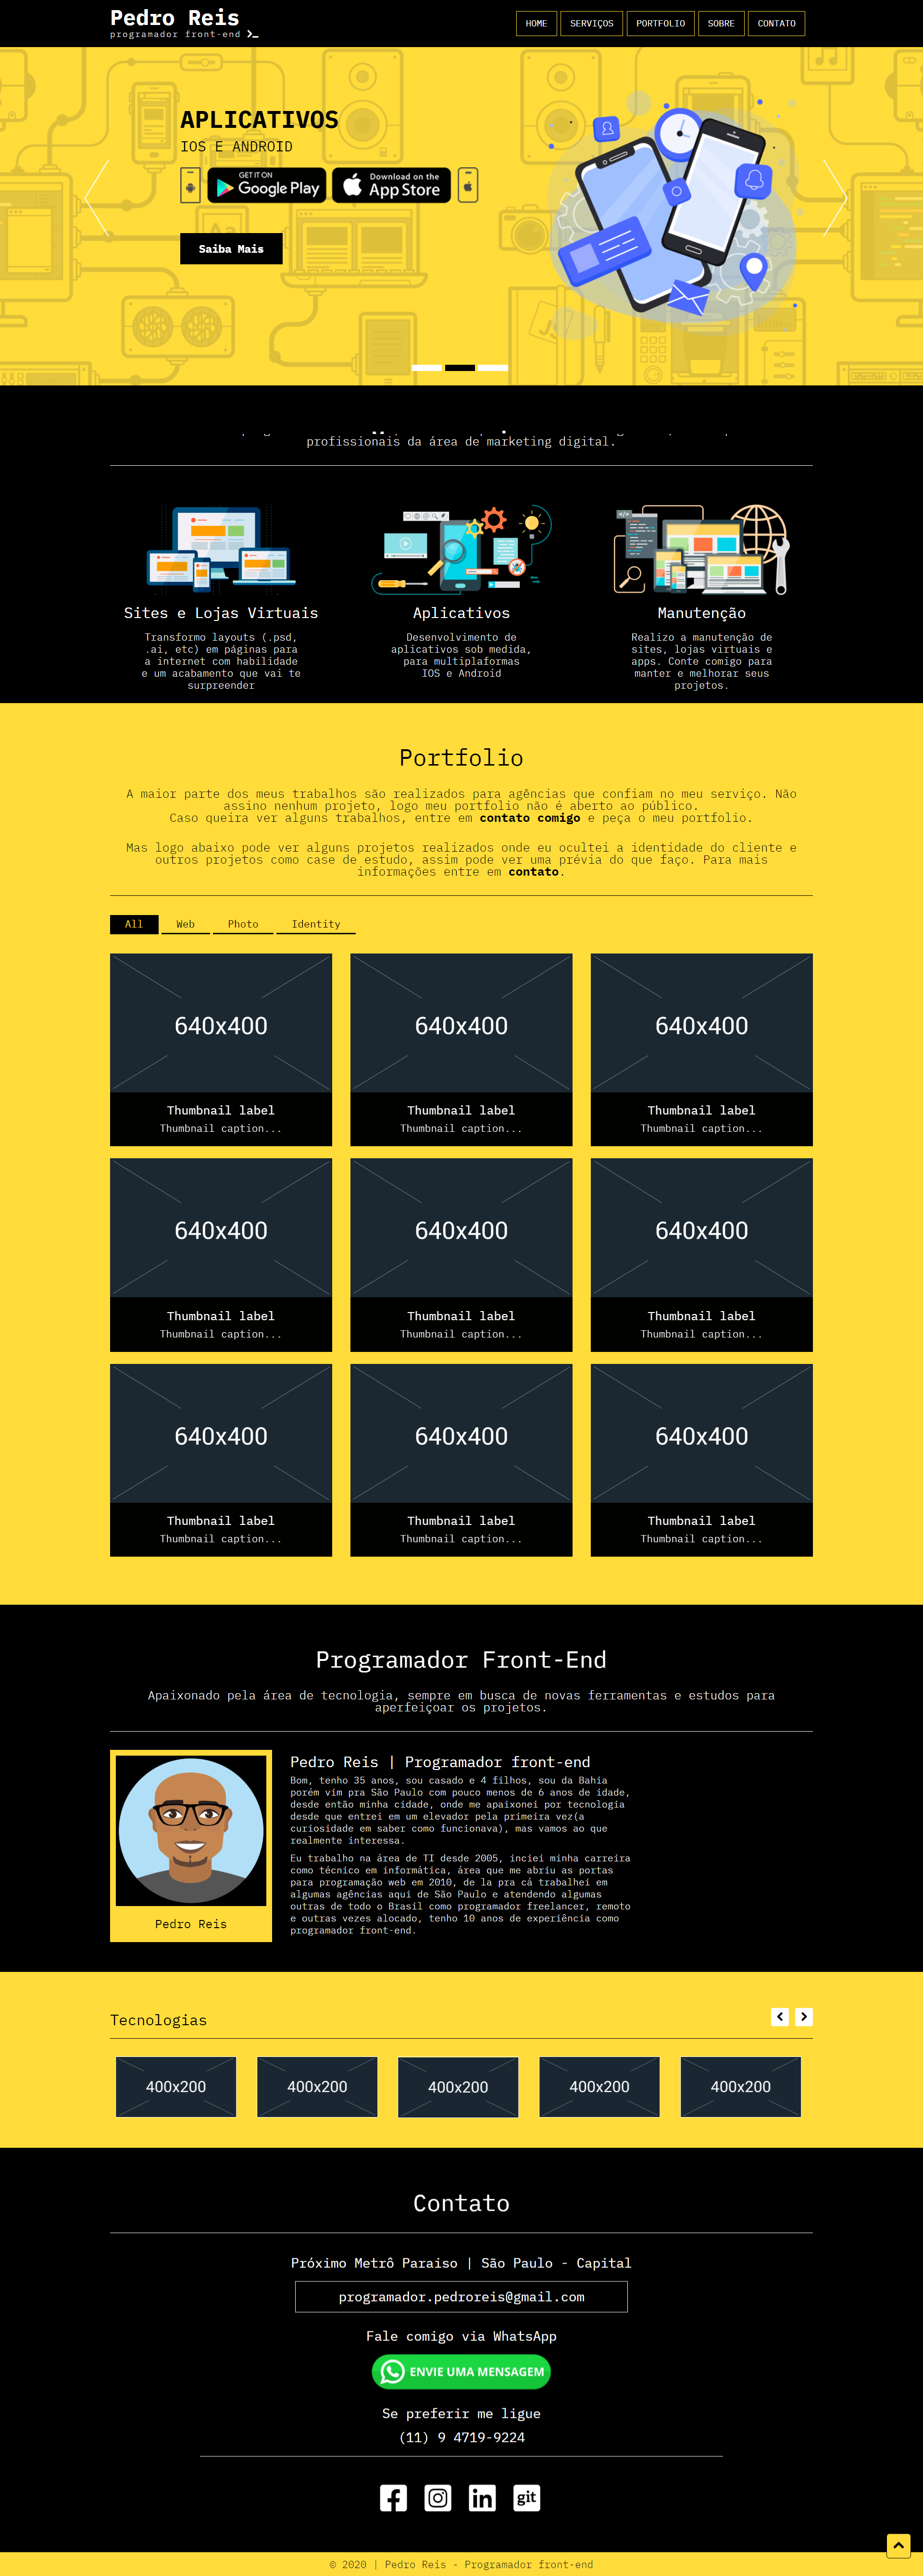 Pedro Reis
programador front-end
HOME
SERVIÇOS
PORTFOLIO
SOBRE
CONTATO
APLICATIVOS
IOS E ANDROID
GET IT ON
Google Play
Download on the
App Store
Saiba Mais
profissionais da área de marketing digital.
Sites e Lojas Virtuais
Transformo layouts (.psd,
.ai, etc) em páginas para
a internet com habilidade
e um acabamento que vai te
surpreender
Aplicativos
Desenvolvimento de
aplicativos sob medida,
para multiplaformas
IOS e Android
Manutenção
Realizo a manutenção de
sites, lojas virtuais e
apps. Conte comigo para
manter e melhorar seus
projetos.
Portfolio
A maior parte dos meus trabalhos são realizados para agências que confiam no meu serviço. Não
assino nenhum projeto, logo meu portfolio não é aberto ao público.
Caso queira ver alguns trabalhos, entre em contato comigo e peça o meu portfolio.
Mas logo abaixo pode ver alguns projetos realizados onde eu ocultei a identidade do cliente e
outros projetos como case de estudo, assim pode ver uma prévia do que faço. Para mais
informações entre em contato.
All
Web
Photo
Identity
640x400
640x400
640x400
Thumbnail label
Thumbnail label
Thumbnail label
Thumbnail caption...
Thumbnail caption...
Thumbnail caption...
640x400
640x400
640x400
Thumbnail label
Thumbnail label
Thumbnail label
Thumbnail caption...
Thumbnail caption...
Thumbnail caption...
640x400
640x400
640x400
Thumbnail label
Thumbnail label
Thumbnail label
Thumbnail caption...
Thumbnail caption...
Thumbnail caption...
Programador Front-End
Apaixonado pela área de tecnologia, sempre em busca de novas ferramentas e estudos para
aperfeiçoar os projetos.
Pedro Reis
Pedro Reis | Programador front-end
Bom, tenho 35 anos, sou casado e 4 filhos, sou da Bahia
porém vim pra São Paulo com pouco menos de 6 anos de idade,
desde então minha cidade, onde me apaixonei por tecnologia
desde que entrei em um elevador pela primeira vez(a
curiosidade em saber como funcionava), mas vamos ao que
realmente interessa.
Eu trabalho na área de TI desde 2005, inciei minha carreira
como técnico em informática, área que me abriu as portas
para programação web em 2010, de la pra cá trabalhei em
algumas agências aqui de São Paulo e atendendo algumas
outras de todo o Brasil como programador freelancer, remoto
e outras vezes alocado, tenho 10 anos de experiência como
programador front-end.
Tecnologias
400x200
400x200
400x200
400x200
400x200
Contato
Próximo Metrô Paraiso | São Paulo - Capital
programador.pedroreis@gmail.com
Fale comigo via WhatsApp
ENVIE UMA MENSAGEM
Se preferir me ligue
(11) 9 4719-9224
git
© 2020 | Pedro Reis - Programador front-end